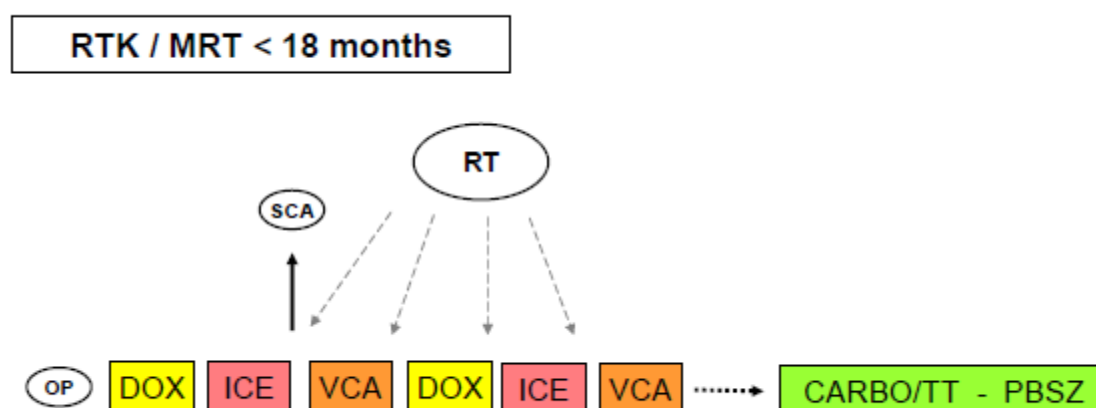 RTK / MRT < 18 months
RT
SCA
OP DOX ICE VCA DOX ICE VCA CARBO/TT - PBSZ